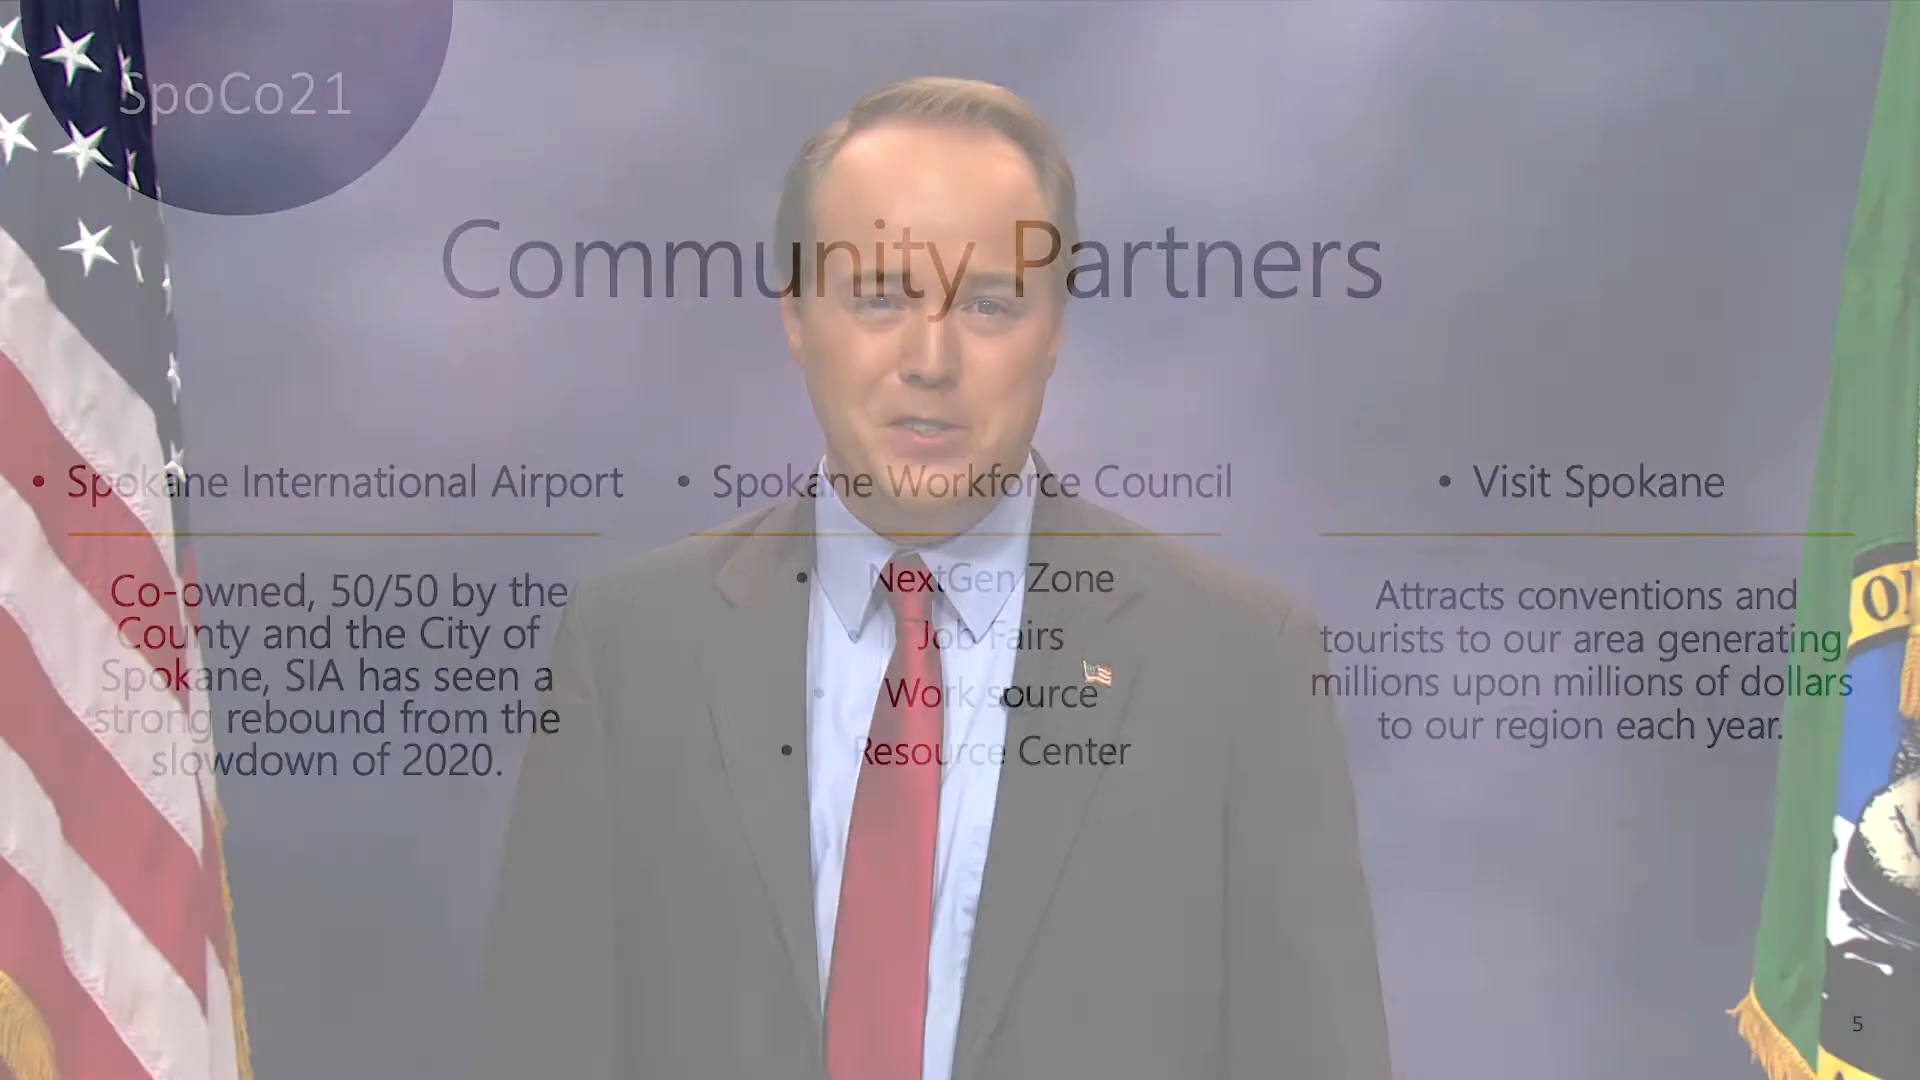 SpoCo21
Community Partners
• Spokane International Airport
Co-owned, 50/50 by the
County and the City of
Spokane, SIA has seen a
strong rebound from the
slowdown of 2020.
• Spokane Workforce Council
• NextGen Zone
• Job Fairs
• Work source
• Resource Center
• Visit Spokane
Attracts conventions and
tourists to our area generating
millions upon millions of dollars
to our region each year.
5